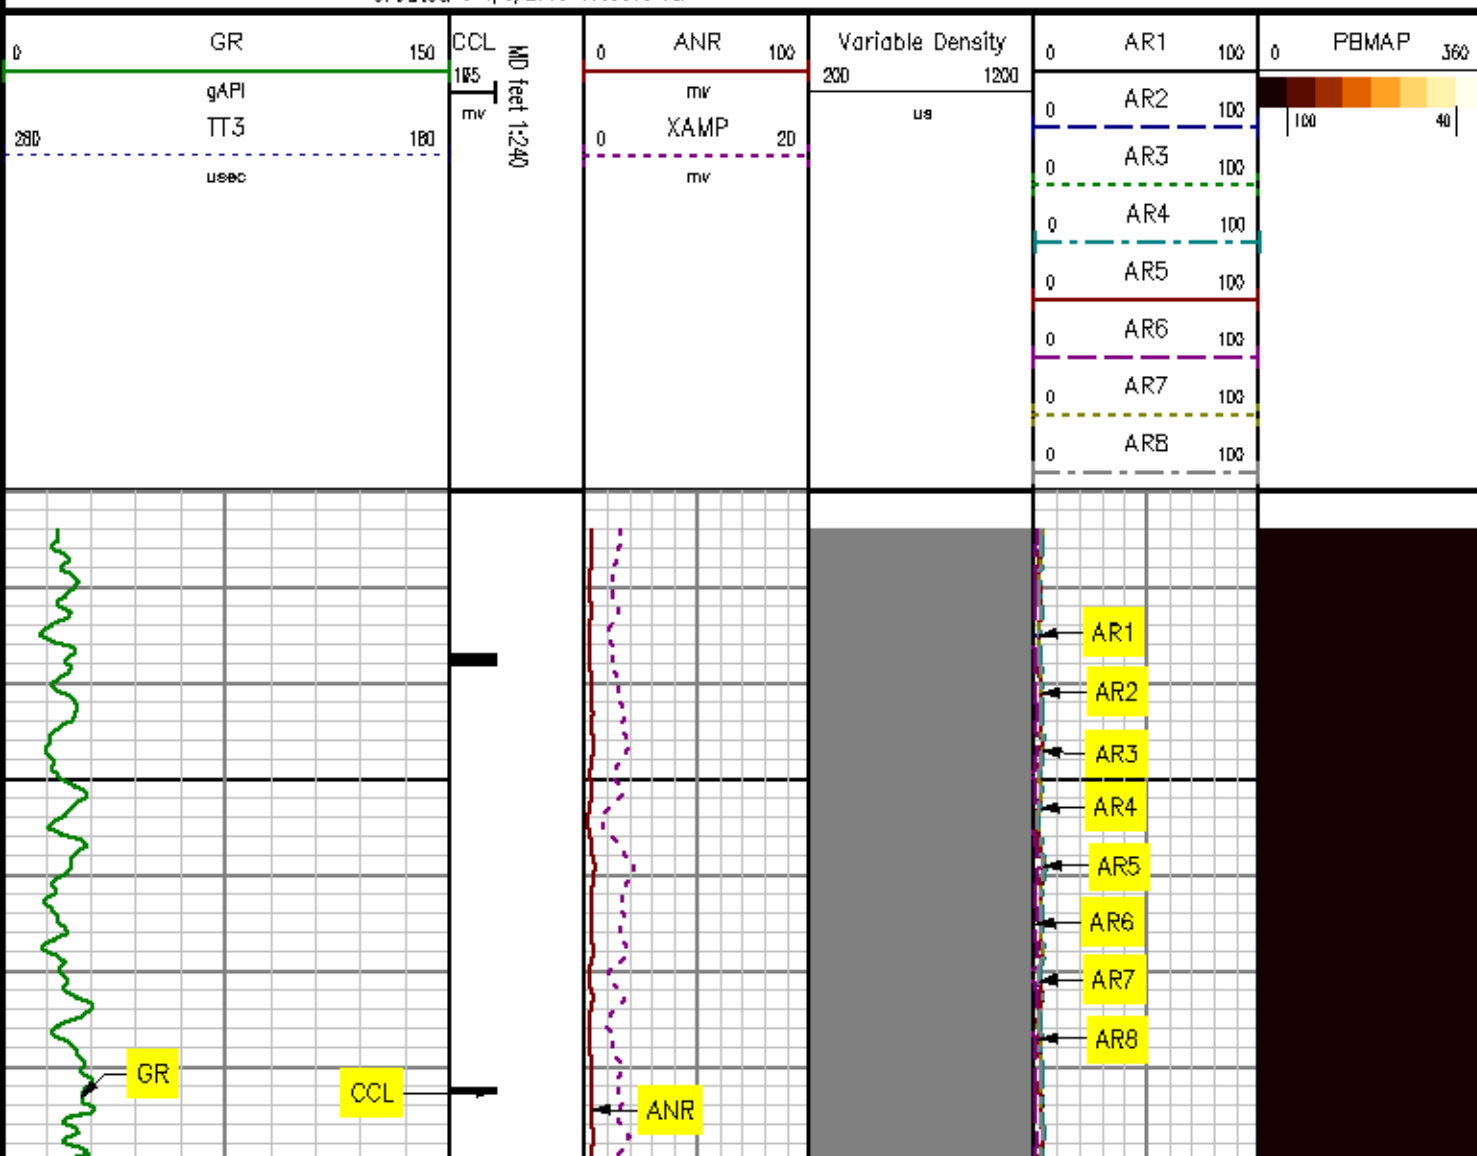 GR
0 150
gAPI
TT3
280 180
usec
CCL
mv
MD feet 1:240
ANR
0 100
mv
XAMP
0 20
mv
Variable Density
200 1200
us
AR1
0 100
AR2
0 100
AR3
0 100
AR4
0 100
AR5
0 100
AR6
0 100
AR7
0 100
AR8
0 100
PBMAP
0 360
100 40
AR1
AR2
AR3
AR4
AR5
AR6
AR7
AR8
GR
CCL
ANR